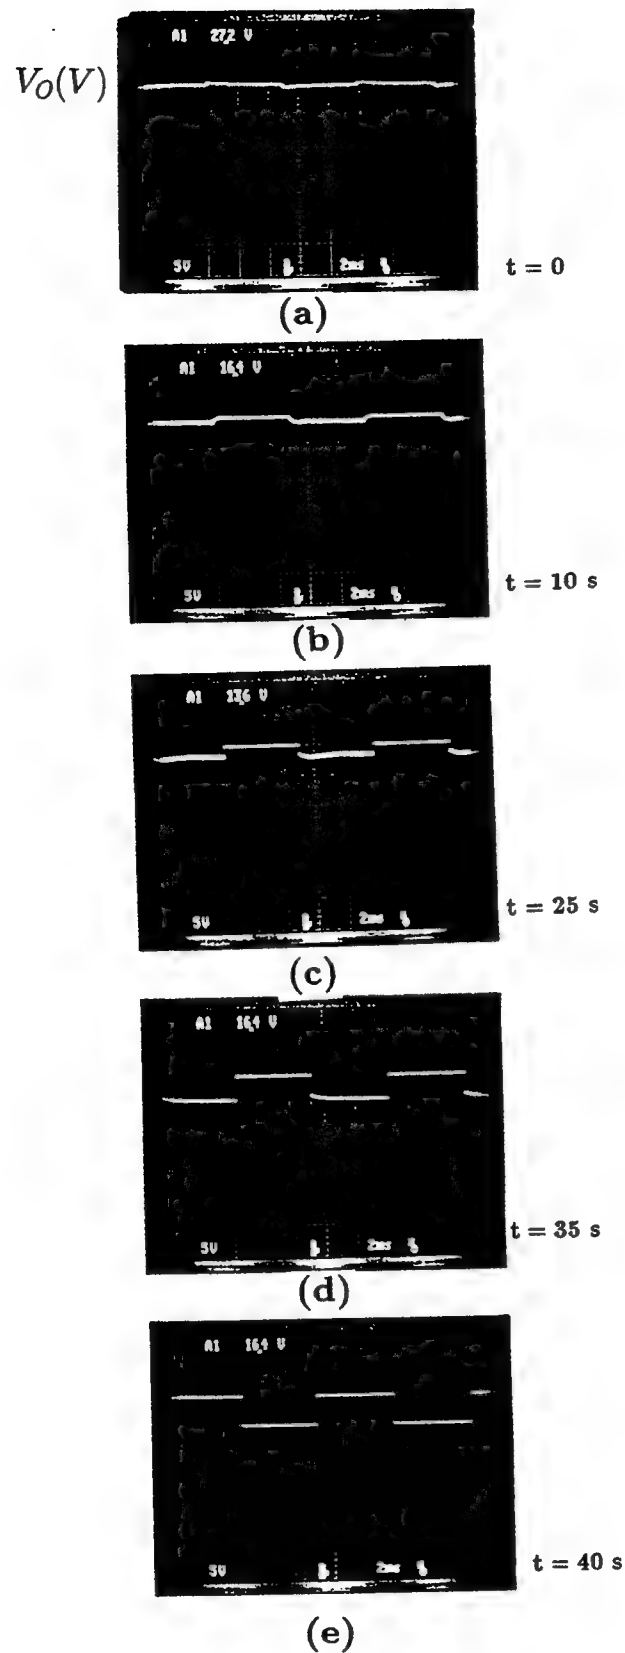 A1 27.2 V
V_O(V)
5V 2ms
t = 0
(a)
A1 16.4 V
5V 2ms
t = 10 s
(b)
A1 13.6 V
5V 2ms
t = 25 s
(c)
A1 16.4 V
5V 2ms
t = 35 s
(d)
A1 16.4 V
5V 2ms
t = 40 s
(e)